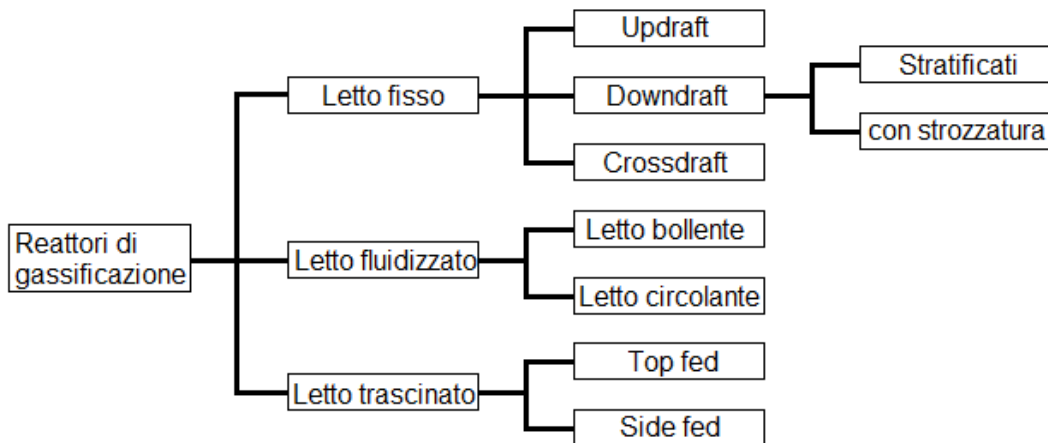 Reattori di
gassificazione
Letto fisso
Updraft
Downdraft
Stratificati
con strozzatura
Crossdraft
Letto fluidizzato
Letto bollente
Letto circolante
Letto trascinato
Top fed
Side fed